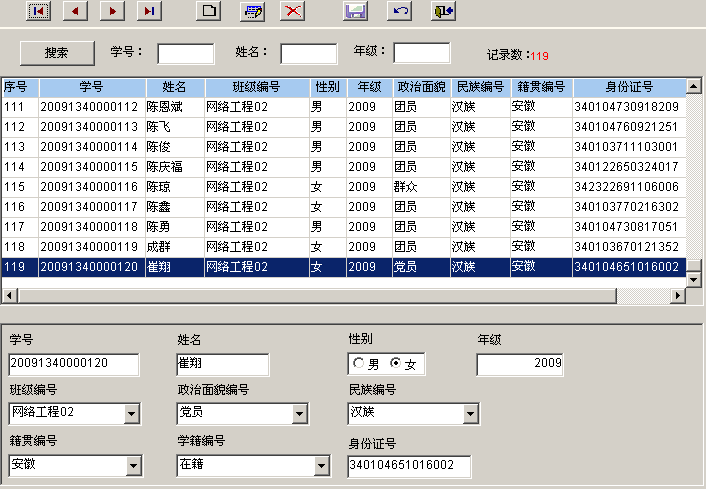 搜索 学号： 姓名： 年级： 记录数：119
序号 学号 姓名 班级编号 性别 年级 政治面貌 民族编号 籍贯编号 身份证号
111 20091340000112 陈恩斌 网络工程02 男 2009 团员 汉族 安徽 340104730918209
112 20091340000113 陈飞 网络工程02 男 2009 团员 汉族 安徽 340104760921251
113 20091340000114 陈俊 网络工程02 男 2009 团员 汉族 安徽 340103711103001
114 20091340000115 陈庆福 网络工程02 男 2009 团员 汉族 安徽 340122650324017
115 20091340000116 陈琼 网络工程02 女 2009 群众 汉族 安徽 342322691106006
116 20091340000117 陈鑫 网络工程02 女 2009 团员 汉族 安徽 340103770216302
117 20091340000118 陈勇 网络工程02 男 2009 团员 汉族 安徽 340104730817051
118 20091340000119 成群 网络工程02 女 2009 团员 汉族 安徽 340103670121352
119 20091340000120 崔翔 网络工程02 女 2009 党员 汉族 安徽 340104651016002
学号 姓名 性别 年级
20091340000120 崔翔 男 女 2009
班级编号 政治面貌编号 民族编号
网络工程02 党员 汉族
籍贯编号 学籍编号 身份证号
安徽 在籍 340104651016002